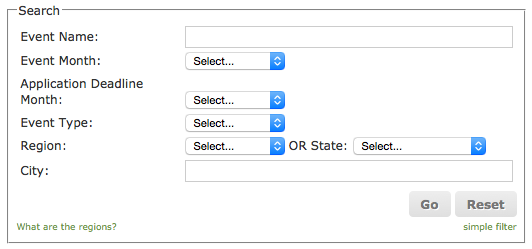 Search
Event Name:
Event Month: Select...
Application Deadline
Month: Select...
Event Type: Select...
Region: Select... OR State: Select...
City:
Go Reset
What are the regions? simple filter